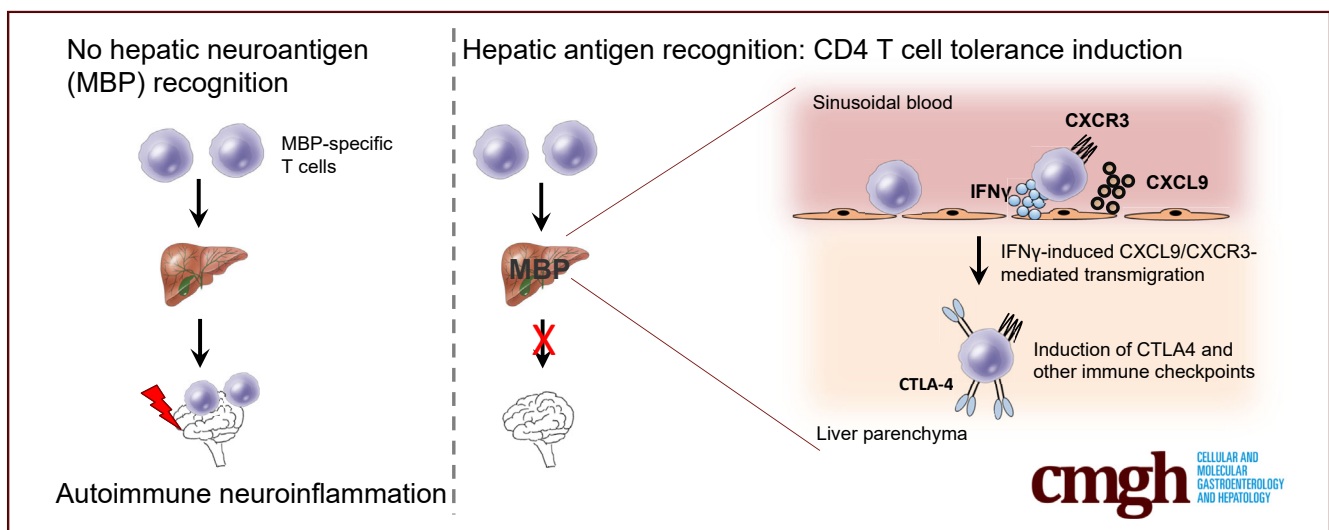 No hepatic neuroantigen
(MBP) recognition
MBP-specific
T cells
Autoimmune neuroinflammation
Hepatic antigen recognition: CD4 T cell tolerance induction
MBP
X
Sinusoidal blood
CXCR3
IFNγ
CXCL9
IFNγ-induced CXCL9/CXCR3-
mediated transmigration
CTLA-4
Induction of CTLA4 and
other immune checkpoints
Liver parenchyma
cmgh
CELLULAR AND
MOLECULAR
GASTROENTEROLOGY
AND HEPATOLOGY